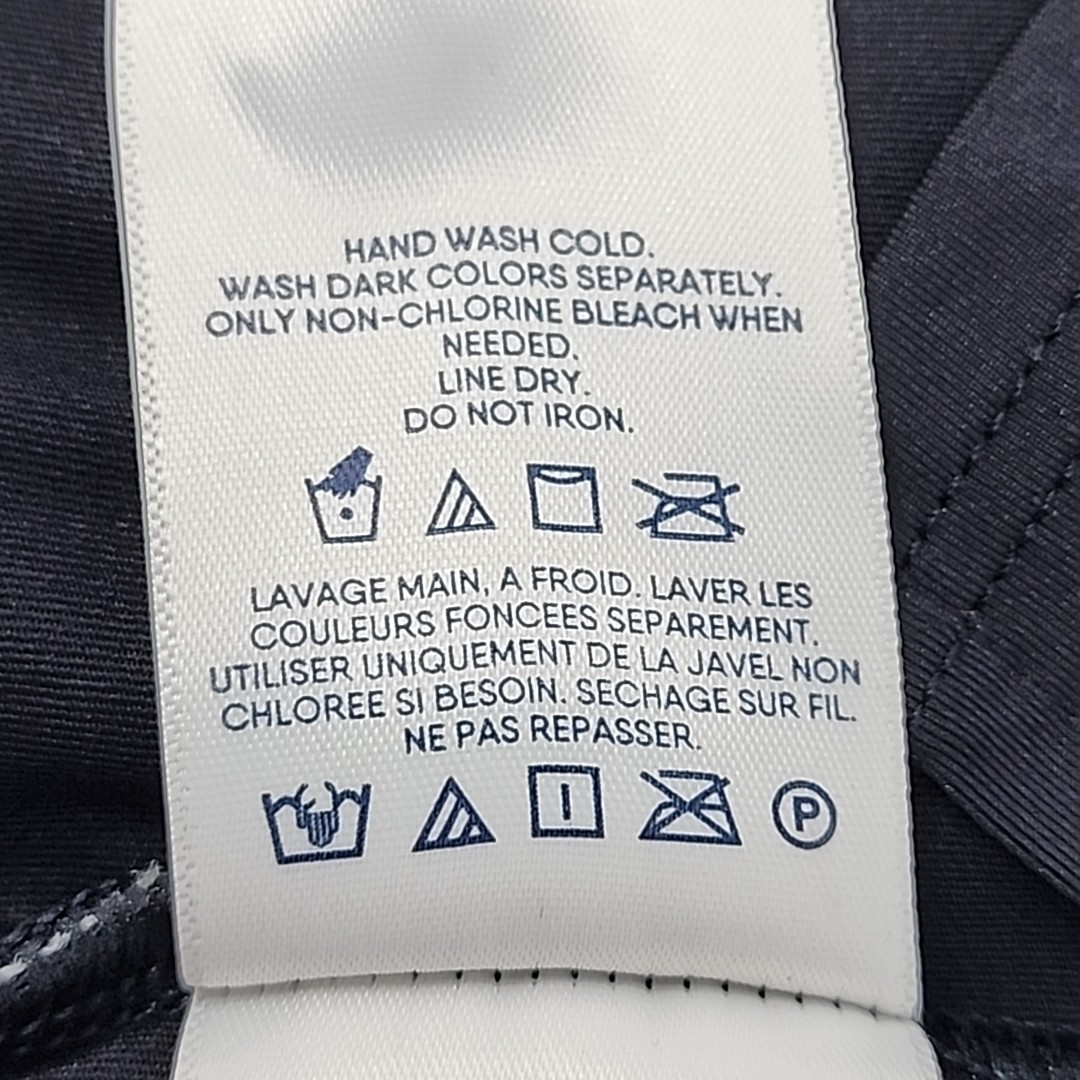 HAND WASH COLD.
WASH DARK COLORS SEPARATELY.
ONLY NON-CHLORINE BLEACH WHEN
NEEDED.
LINE DRY.
DO NOT IRON.
LAVAGE MAIN, A FROID. LAVER LES
COULEURS FONCEES SEPAREMENT.
UTILISER UNIQUEMENT DE LA JAVEL NON
CHLOREE SI BESOIN. SECHAGE SUR FIL.
NE PAS REPASSER.
P